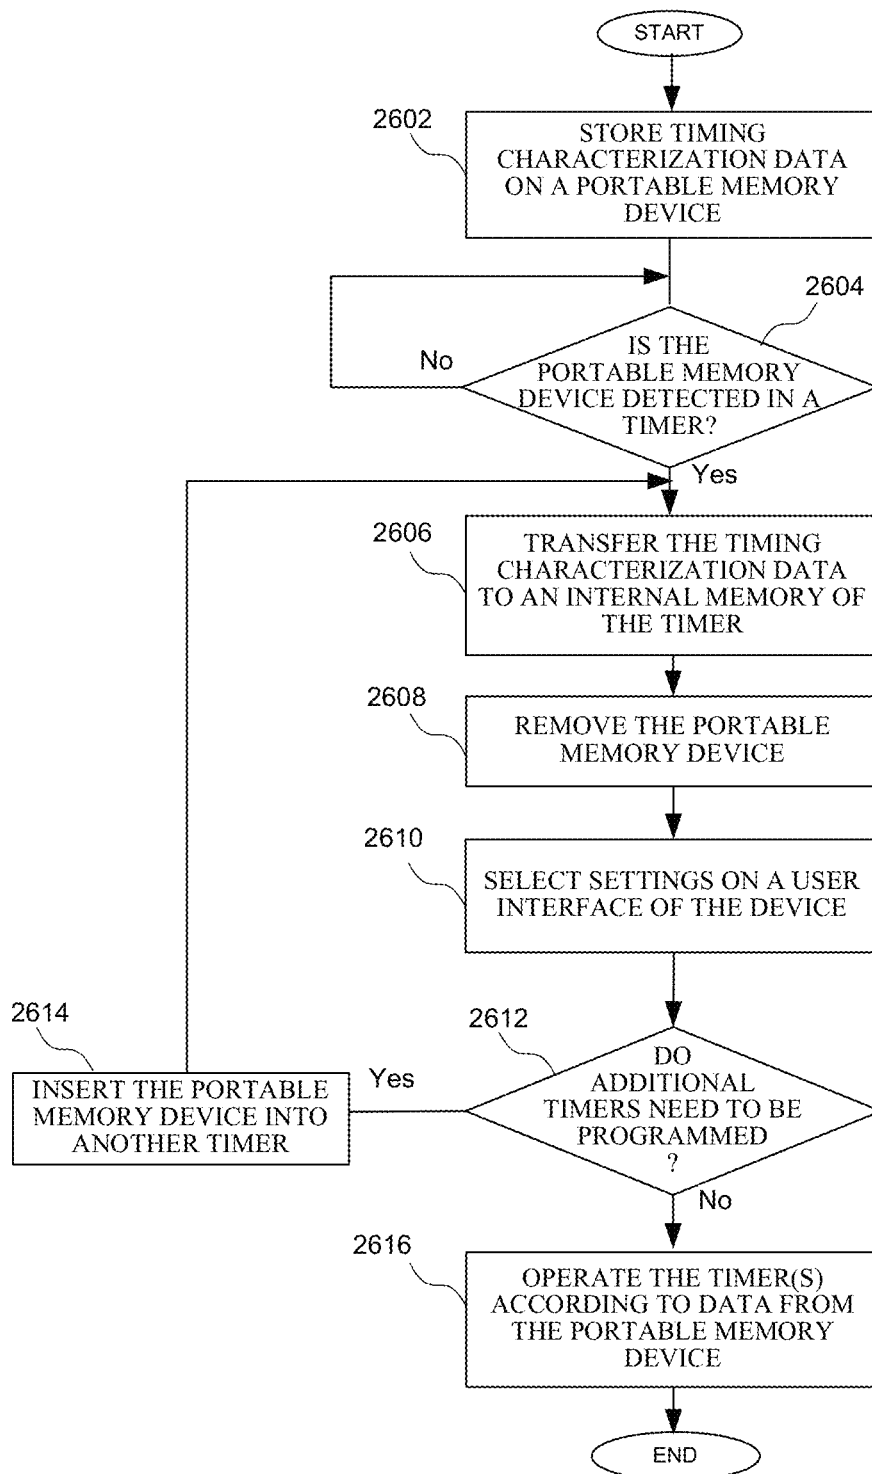 START
2602
STORE TIMING
CHARACTERIZATION DATA
ON A PORTABLE MEMORY
DEVICE
2604
IS THE
PORTABLE MEMORY
DEVICE DETECTED IN A
TIMER?
No
Yes
2606
TRANSFER THE TIMING
CHARACTERIZATION DATA
TO AN INTERNAL MEMORY OF
THE TIMER
2608
REMOVE THE PORTABLE
MEMORY DEVICE
2610
SELECT SETTINGS ON A USER
INTERFACE OF THE DEVICE
2612
DO
ADDITIONAL
TIMERS NEED TO BE
PROGRAMMED
?
Yes
2614
INSERT THE PORTABLE
MEMORY DEVICE INTO
ANOTHER TIMER
No
2616
OPERATE THE TIMER(S)
ACCORDING TO DATA FROM
THE PORTABLE MEMORY
DEVICE
END